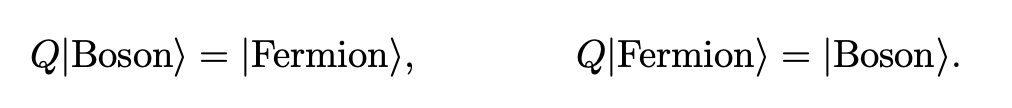 Q|Boson⟩ = |Fermion⟩, Q|Fermion⟩ = |Boson⟩.